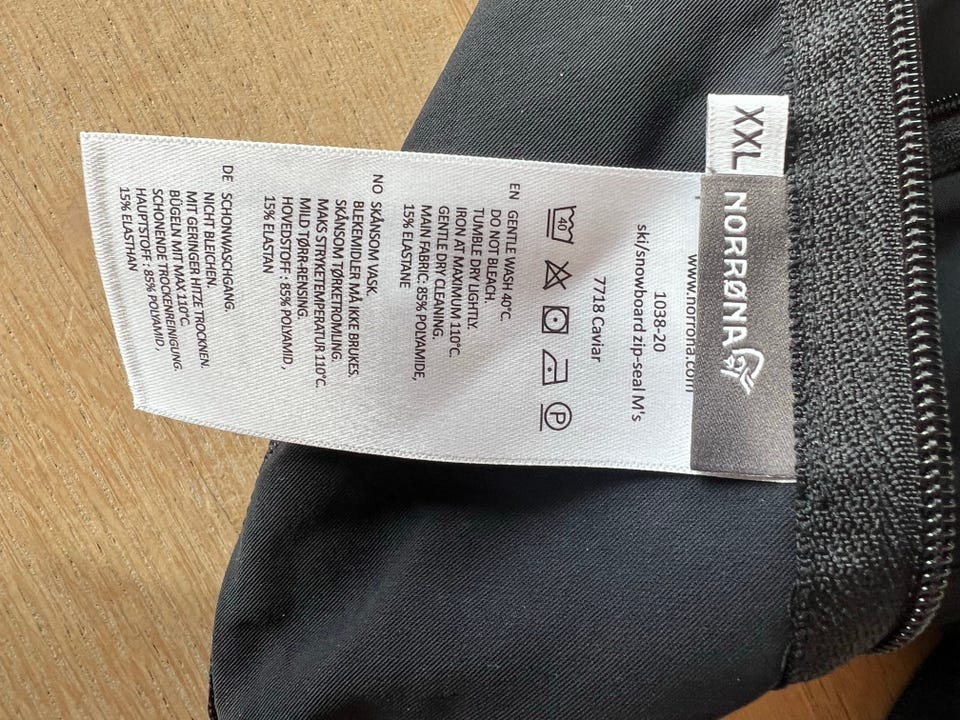 XXL
NORRØNA
www.norrona.com
1038-20
ski/snowboard zip-seal M's
7718 Caviar
40
P
EN GENTLE WASH 40°C.
DO NOT BLEACH.
TUMBLE DRY LIGHTLY.
IRON AT MAXIMUM 110°C.
GENTLE DRY CLEANING.
MAIN FABRIC: 85% POLYAMIDE,
15% ELASTANE
NO SKÅNSOM VASK.
BLEKEMIDLER MÅ IKKE BRUKES.
SKÅNSOM TØRKETROMLING.
MAKS STRYKETEMPERATUR 110°C.
MILD TØRR-RENSING.
HOVEDSTOFF : 85% POLYAMID ,
15% ELASTAN
DE SCHONWASCHGANG.
NICHT BLEICHEN.
MIT GERINGER HITZE TROCKNEN.
BÜGELN MIT MAX 110°C.
SCHONENDE TROCKENREINIGUNG.
HAUPTSTOFF : 85% POLYAMID ,
15% ELASTHAN